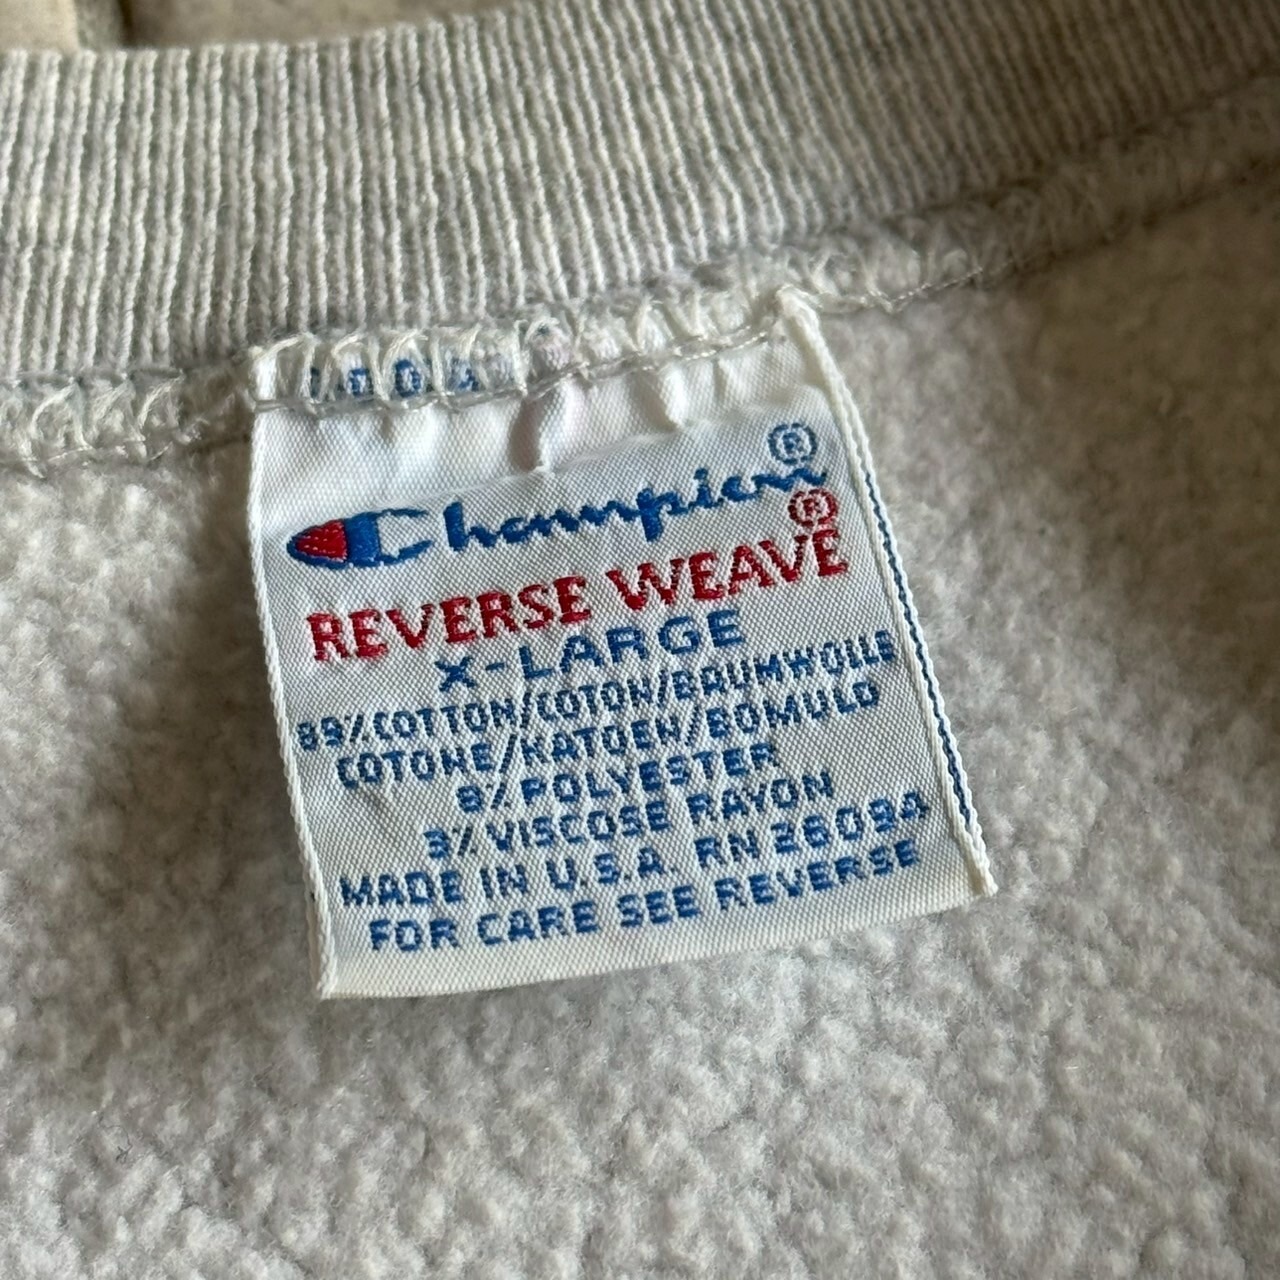 Champion®
REVERSE WEAVE®
X-LARGE
89%COTTON/COTON/BAUMWOLLE
COTONE/KATOEN/BOMULD
8%POLYESTER
3%VISCOSE RAYON
MADE IN U.S.A. RN 26094
FOR CARE SEE REVERSE